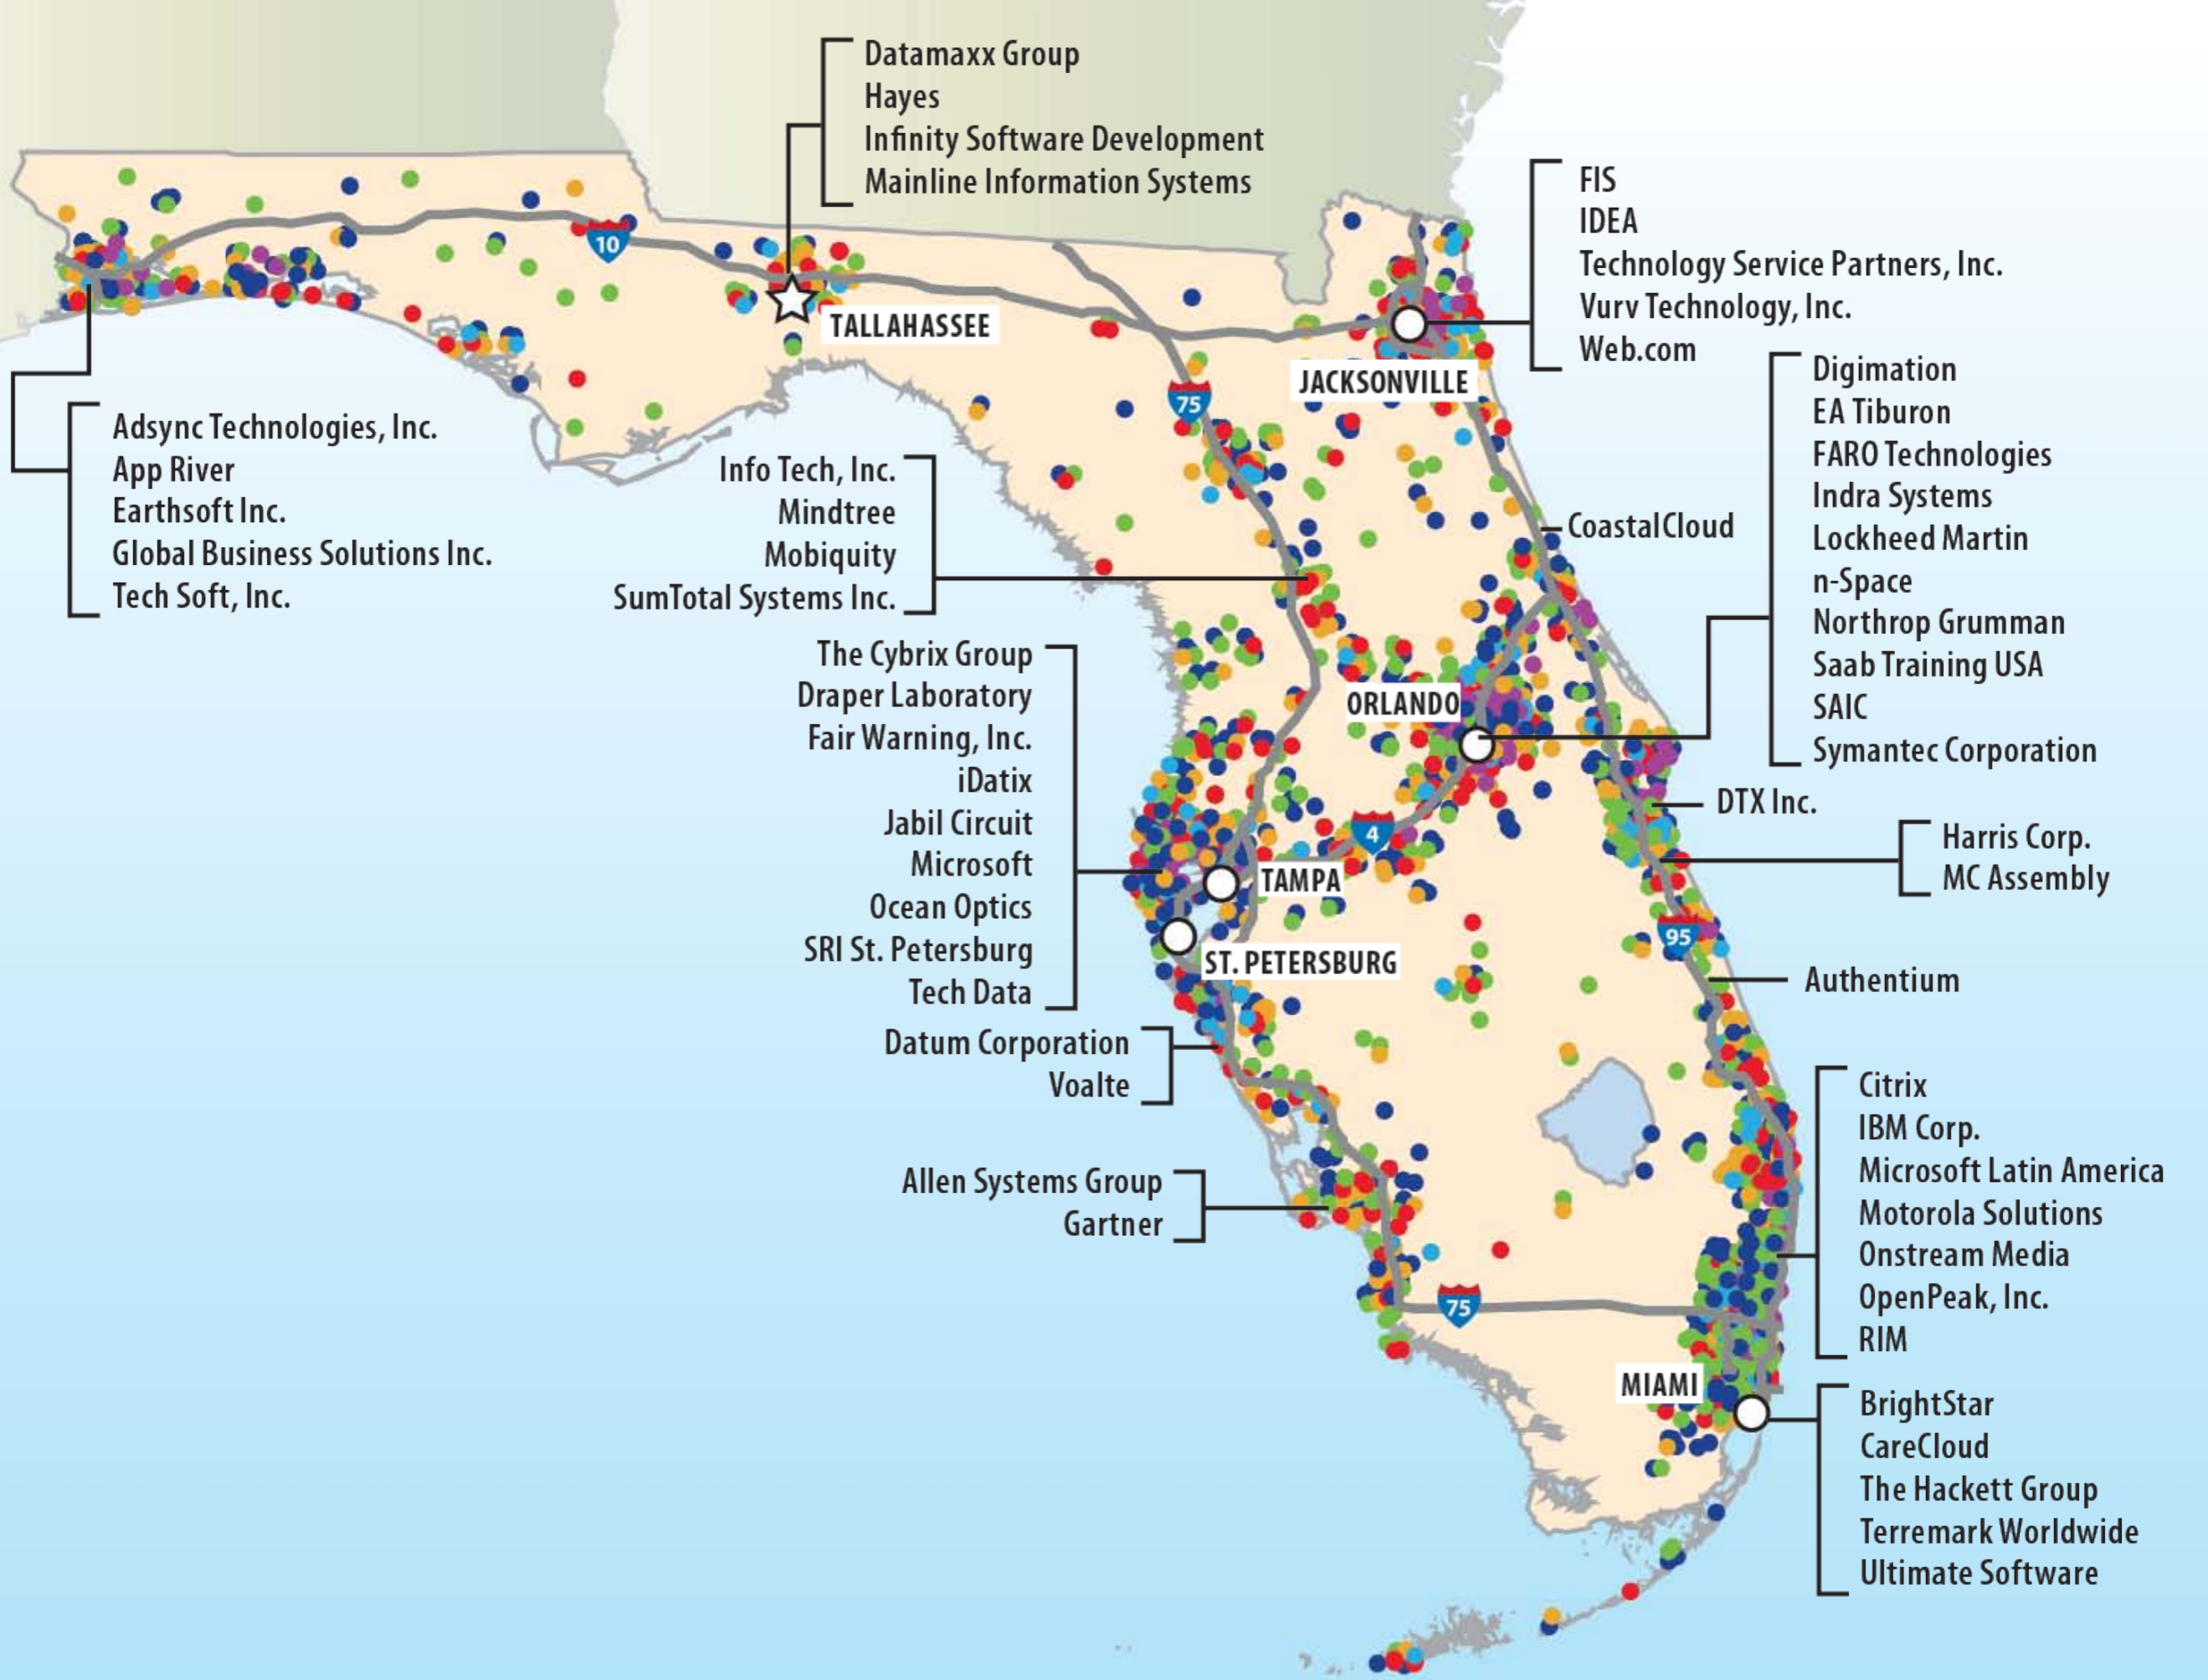 Datamaxx Group
Hayes
Infinity Software Development
Mainline Information Systems
FIS
IDEA
Technology Service Partners, Inc.
Vurv Technology, Inc.
Web.com
10
TALLAHASSEE
JACKSONVILLE
75
Digimation
EA Tiburon
FARO Technologies
Indra Systems
Lockheed Martin
n-Space
Northrop Grumman
Saab Training USA
SAIC
Symantec Corporation
Adsync Technologies, Inc.
App River
Earthsoft Inc.
Global Business Solutions Inc.
Tech Soft, Inc.
Info Tech, Inc.
Mindtree
Mobiquity
SumTotal Systems Inc.
CoastalCloud
The Cybrix Group
Draper Laboratory
Fair Warning, Inc.
iDatix
Jabil Circuit
Microsoft
Ocean Optics
SRI St. Petersburg
Tech Data
ORLANDO
4
DTX Inc.
Harris Corp.
MC Assembly
TAMPA
95
ST. PETERSBURG
Authentium
Datum Corporation
Voalte
Citrix
IBM Corp.
Microsoft Latin America
Motorola Solutions
Onstream Media
OpenPeak, Inc.
RIM
Allen Systems Group
Gartner
75
MIAMI
BrightStar
CareCloud
The Hackett Group
Terremark Worldwide
Ultimate Software